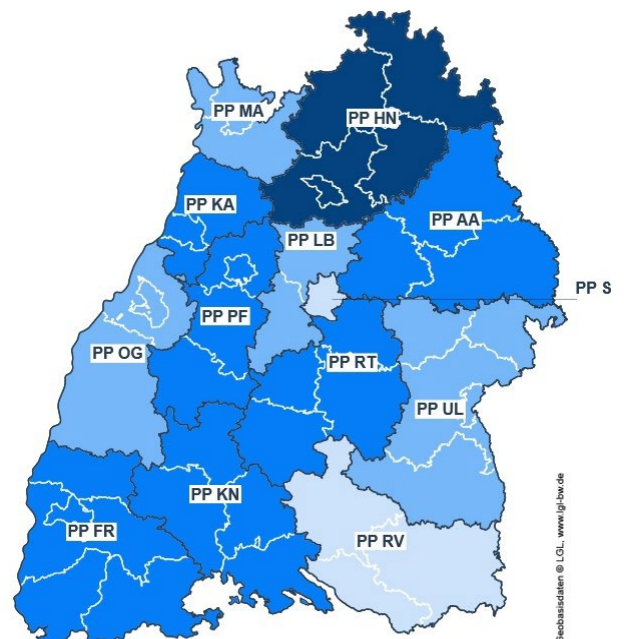 PP MA
PP HN
PP KA
PP AA
PP LB
PP S
PP PF
PP OG
PP RT
PP UL
PP KN
PP FR
PP RV
Geobasisdaten © LGL, www.lgl-bw.de